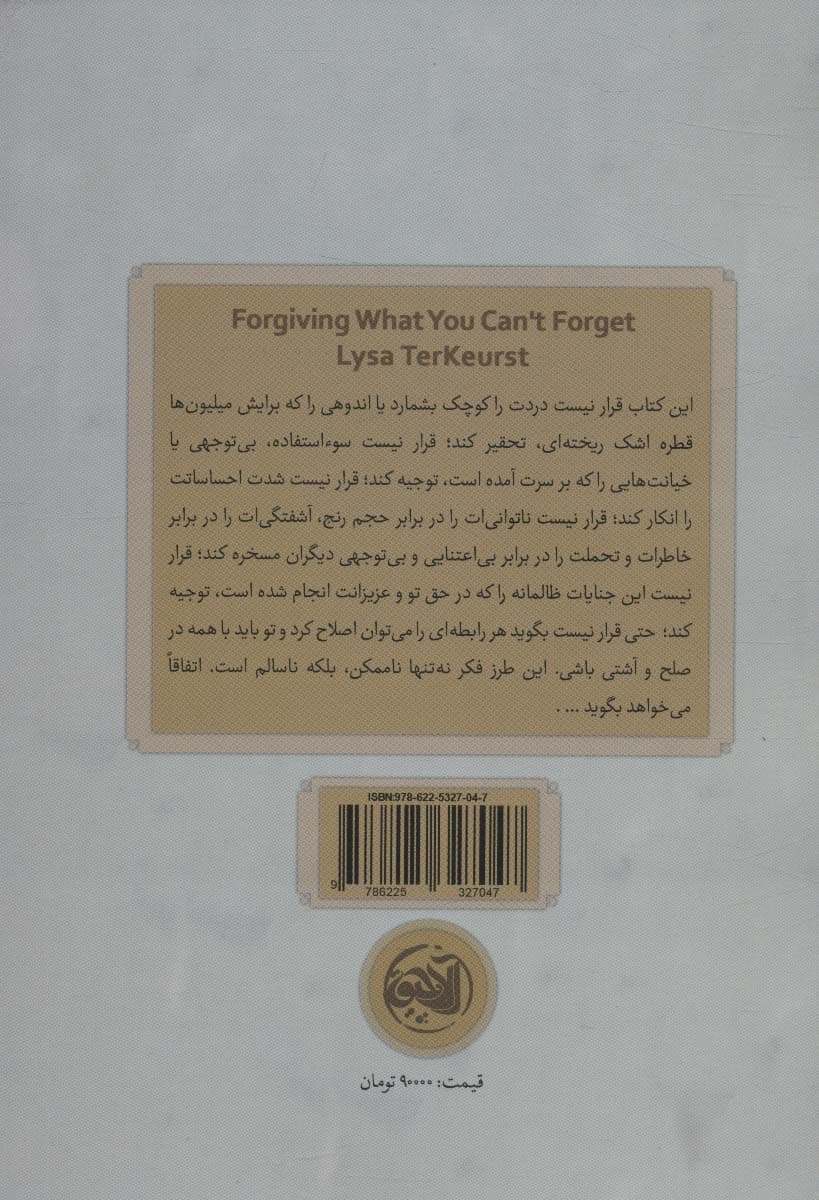 Forgiving What You Can't Forget
Lysa TerKeurst
این کتاب قرار نیست دردت را کوچک بشمارد یا اندوهی را که برایش میلیون‌ها
قطره اشک ریخته‌ای، تحقیر کند؛ قرار نیست سوءاستفاده، بی‌توجهی یا
خیانت‌هایی را که بر سرت آمده است، توجیه کند؛ قرار نیست شدت احساساتت
را انکار کند؛ قرار نیست ناتوانی‌ات را در برابر حجم رنج، آشفتگی‌ات را در برابر
خاطرات و تحملت را در برابر بی‌اعتنایی و بی‌توجهی دیگران مسخره کند؛ قرار
نیست این جنایات ظالمانه را که در حق تو و عزیزانت انجام شده است، توجیه
کند؛ حتی قرار نیست بگوید هر رابطه‌ای را می‌توان اصلاح کرد و تو باید با همه در
صلح و آشتی باشی. این طرز فکر نه‌تنها ناممکن، بلکه ناسالم است. اتفاقاً
می‌خواهد بگوید ... .
ISBN:978-622-5327-04-7
9 786225 327047
قیمت: ۹۰۰۰۰ تومان